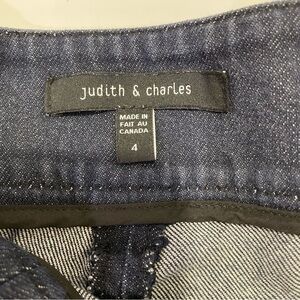 judith & charles
MADE IN
FAIT AU
CANADA
4